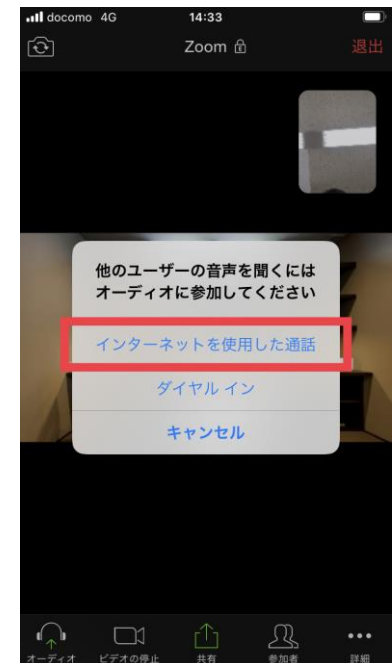 docomo 4G 14:33
Zoom 退出
他のユーザーの音声を聞くには
オーディオに参加してください
インターネットを使用した通話
ダイヤル イン
キャンセル
オーディオ ビデオの停止 共有 参加者 詳細